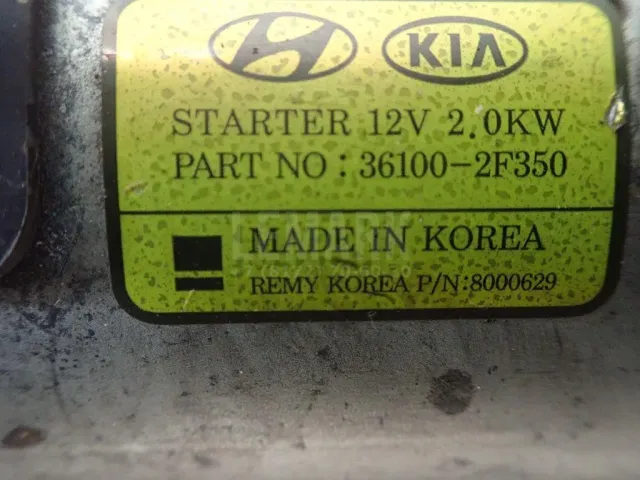 KIA
STARTER 12V 2.0KW
PART NO : 36100-2F350
MADE IN KOREA
REMY KOREA P/N:8000629